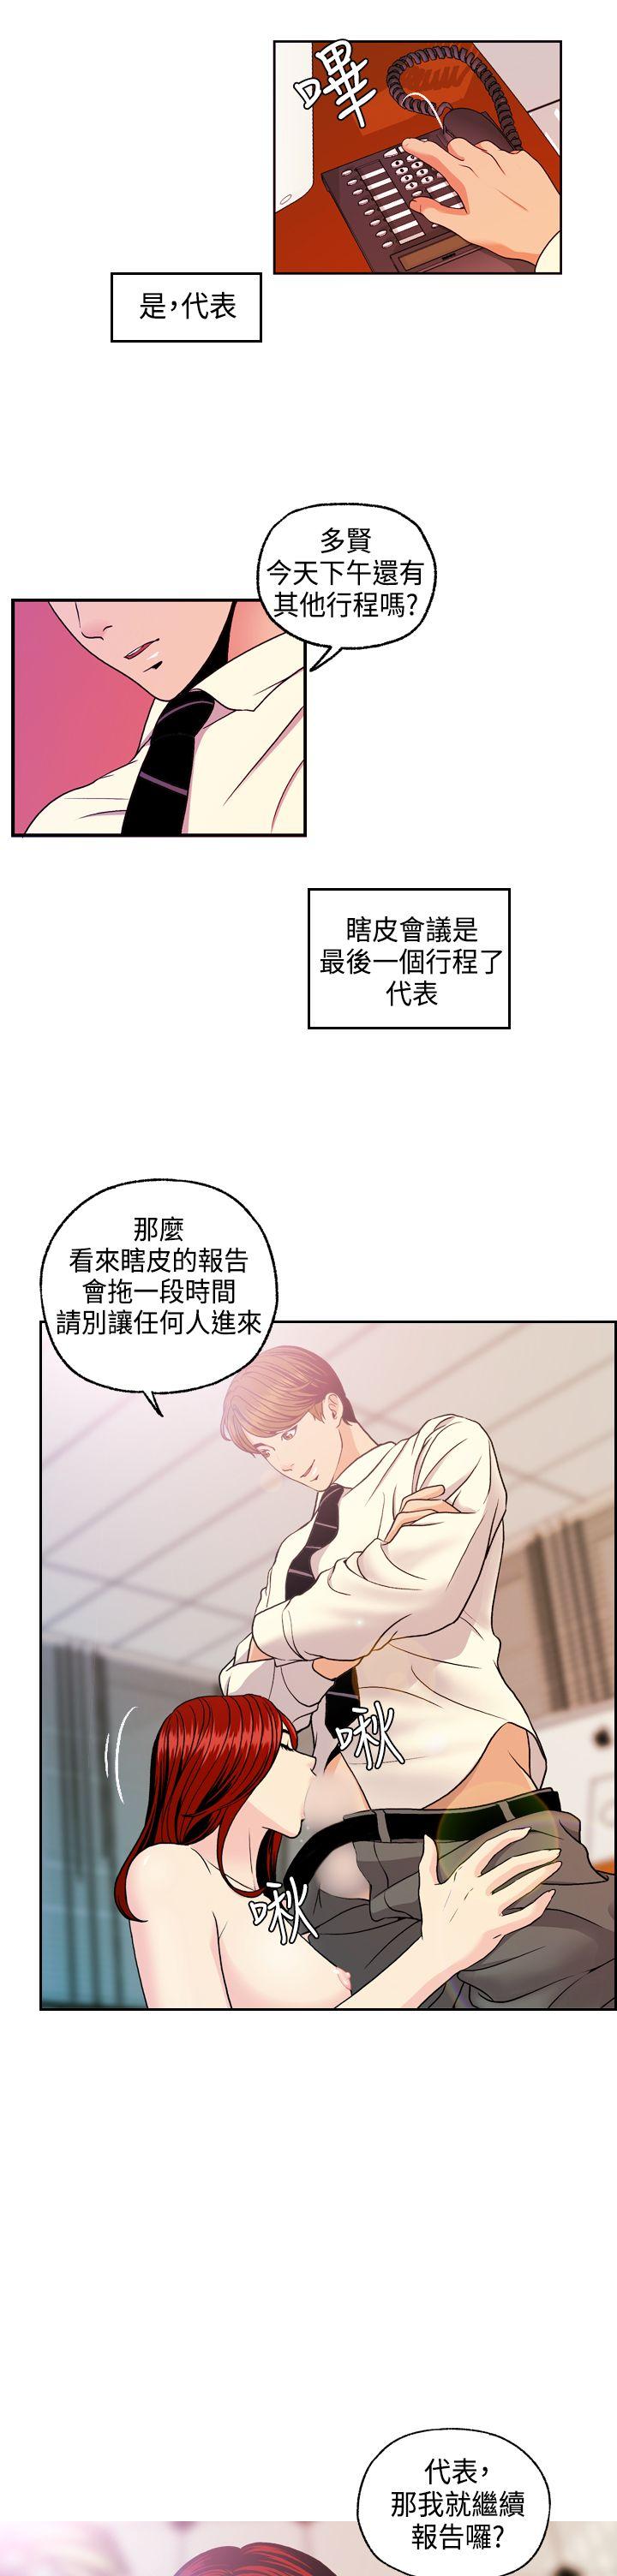 嗶
是,代表
多賢
今天下午還有
其他行程嗎?
瞎皮會議是
最後一個行程了
代表
那麼
看來瞎皮的報告
會拖一段時間
請別讓任何人進來
啾
啾
代表,
那我就繼續
報告囉?